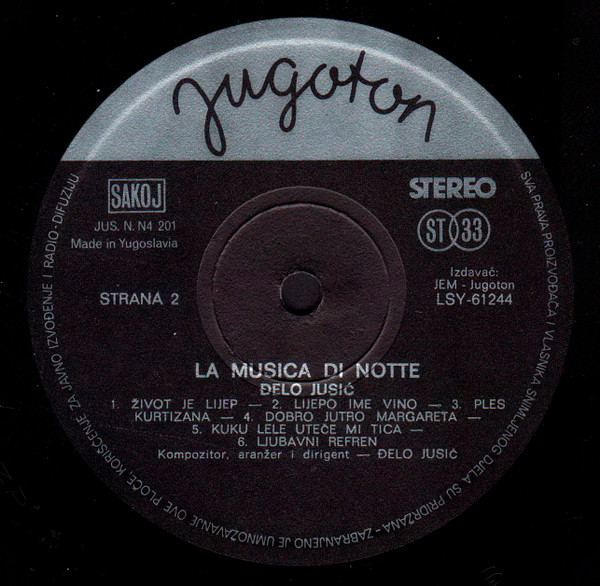 Jugoton
SAKOJ
JUS. N. N4 201
Made in Yugoslavia
STRANA 2
STEREO
ST 33
Izdavač:
JEM - Jugoton
LSY-61244
LA MUSICA DI NOTTE
ĐELO JUSIĆ
1. ŽIVOT JE LIJEP — 2. LIJEPO IME VINO — 3. PLES
KURTIZANA — 4. DOBRO JUTRO MARGARETA —
5. KUKU LELE UTEČE MI TICA —
6. LJUBAVNI REFREN
Kompozitor, aranžer i dirigent — ĐELO JUSIĆ
SVA PRAVA PROIZVOĐAČA I VLASNIKA SNIMLJENOG DJELA SU PRIDRŽANA - ZABRANJENO JE UMNOŽAVANJE OVE PLOČE, KORIŠĆENJE ZA JAVNO IZVOĐENJE I RADIO-DIFUZIJU